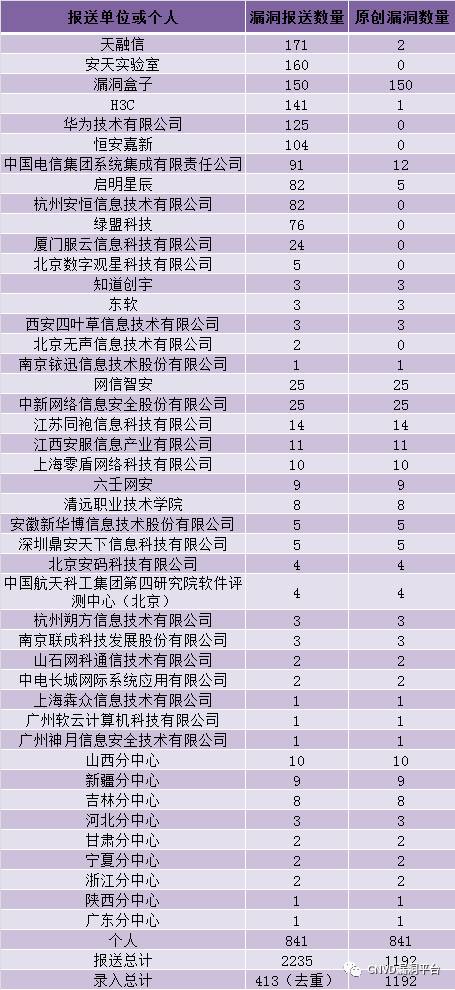 报送单位或个人 漏洞报送数量 原创漏洞数量
天融信 171 2
安天实验室 160 0
漏洞盒子 150 150
H3C 141 1
华为技术有限公司 125 0
恒安嘉新 104 0
中国电信集团系统集成有限责任公司 91 12
启明星辰 82 5
杭州安恒信息技术有限公司 82 0
绿盟科技 76 0
厦门服云信息科技有限公司 24 0
北京数字观星科技有限公司 5 0
知道创宇 3 3
东软 3 3
西安四叶草信息技术有限公司 3 3
北京无声信息技术有限公司 2 0
南京铱迅信息技术股份有限公司 1 1
网信智安 25 25
中新网络信息安全股份有限公司 25 25
江苏同袍信息科技有限公司 14 14
江西安服信息产业有限公司 11 11
上海零盾网络科技有限公司 10 10
六壬网安 9 9
清远职业技术学院 8 8
安徽新华博信息技术股份有限公司 5 5
深圳鼎安天下信息科技有限公司 5 5
北京安码科技有限公司 4 4
中国航天科工集团第四研究院软件评
测中心（北京） 4 4
杭州朔方信息技术有限公司 3 3
南京联成科技发展股份有限公司 3 3
山石网科通信技术有限公司 2 2
中电长城网际系统应用有限公司 2 2
上海犇众信息技术有限公司 1 1
广州软云计算机科技有限公司 1 1
广州神月信息安全技术有限公司 1 1
山西分中心 10 10
新疆分中心 9 9
吉林分中心 8 8
河北分中心 3 3
甘肃分中心 2 2
宁夏分中心 2 2
浙江分中心 2 2
陕西分中心 1 1
广东分中心 1 1
个人 841 841
报送总计 2235 1192
录入总计 413（去重） 1192
CNVD漏洞平台